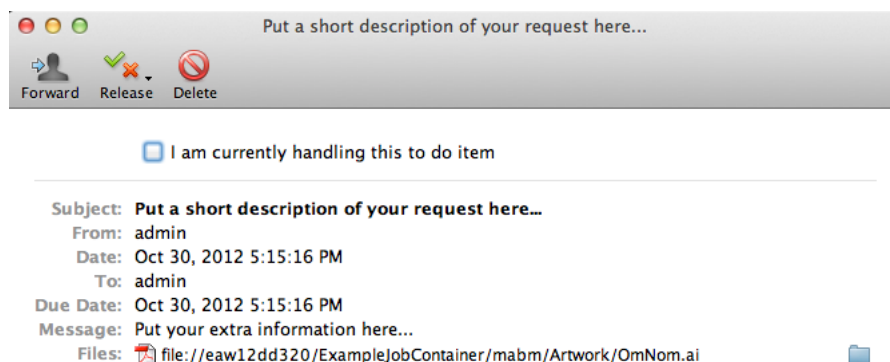 Put a short description of your request here...
Forward Release Delete
I am currently handling this to do item
Subject: Put a short description of your request here...
From: admin
Date: Oct 30, 2012 5:15:16 PM
To: admin
Due Date: Oct 30, 2012 5:15:16 PM
Message: Put your extra information here...
Files: file://eaw12dd320/ExampleJobContainer/mabm/Artwork/OmNom.ai